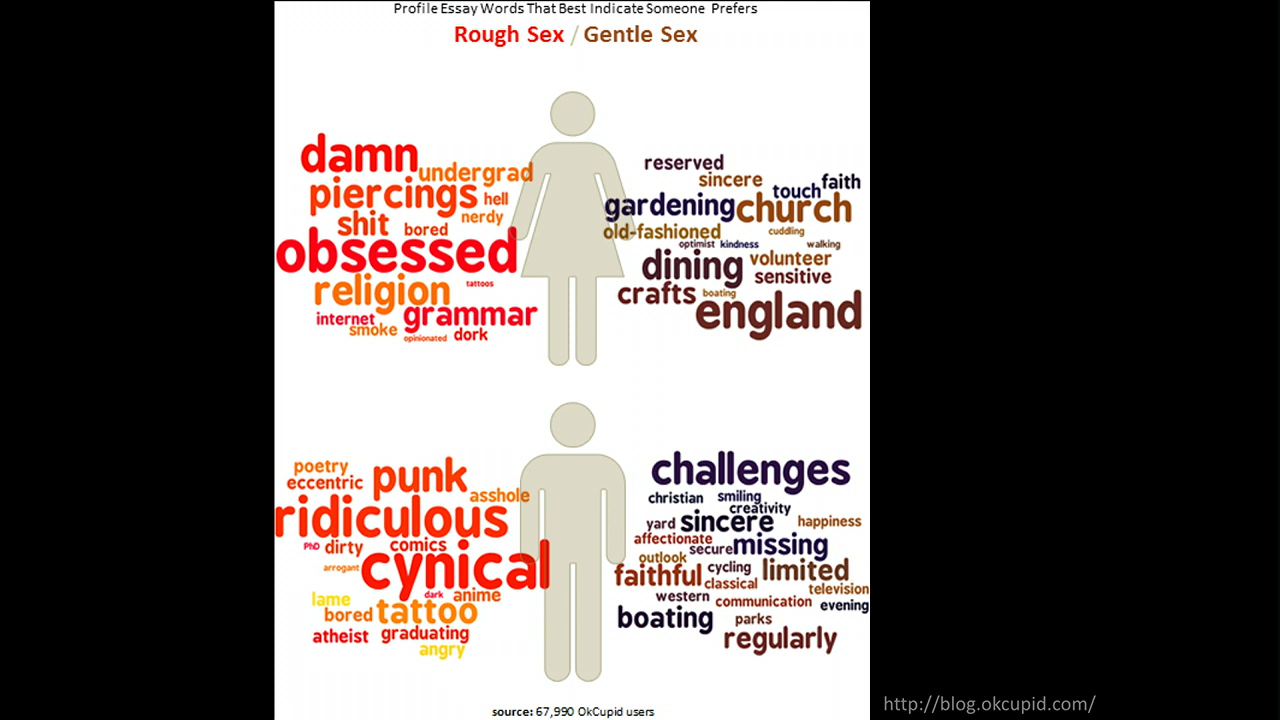 Profile Essay Words That Best Indicate Someone Prefers
Rough Sex / Gentle Sex
damn
undergrad
piercings
hell
nerdy
shit
bored
obsessed
tattoos
religion
internet
grammar
smoke
opinionated
dork
reserved
sincere
touch
faith
gardening
church
old-fashioned
cuddling
optimist
kindness
walking
dining
volunteer
sensitive
crafts
boating
england
poetry
eccentric
punk
asshole
ridiculous
PhD
dirty
comics
arrogant
cynical
lame
dark
anime
bored
tattoo
atheist
graduating
angry
challenges
christian
smiling
creativity
yard
sincere
happiness
affectionate
secure
missing
outlook
faithful
cycling
limited
classical
television
western
communication
evening
boating
parks
regularly
source: 67,990 OkCupid users
http://blog.okcupid.com/